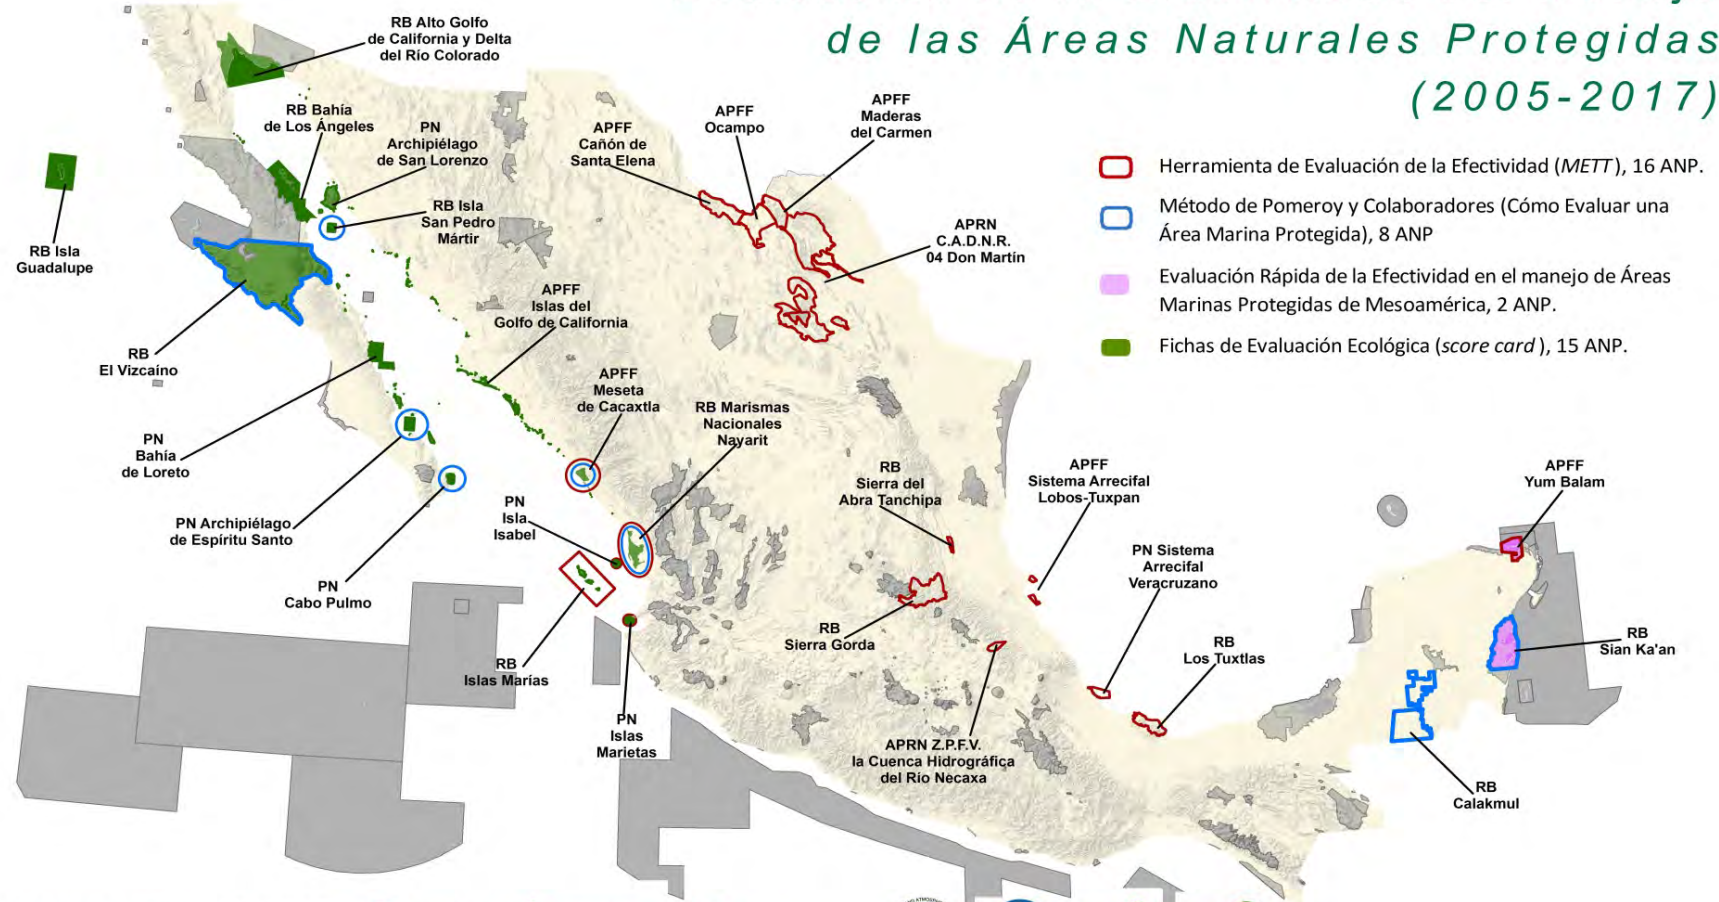 de las Áreas Naturales Protegidas
(2005-2017)
Herramienta de Evaluación de la Efectividad (METT), 16 ANP.
Método de Pomeroy y Colaboradores (Cómo Evaluar una
Área Marina Protegida), 8 ANP
Evaluación Rápida de la Efectividad en el manejo de Áreas
Marinas Protegidas de Mesoamérica, 2 ANP.
Fichas de Evaluación Ecológica (score card), 15 ANP.
RB Alto Golfo
de California y Delta
del Río Colorado
RB Bahía
de Los Ángeles
PN
Archipiélago
de San Lorenzo
APFF
Cañón de
Santa Elena
APFF
Ocampo
APFF
Maderas
del Carmen
RB Isla
Guadalupe
RB Isla
San Pedro
Mártir
APRN
C.A.D.N.R.
04 Don Martín
APFF
Islas del
Golfo de California
RB
El Vizcaíno
APFF
Meseta
de Cacaxtla
RB Marismas
Nacionales
Nayarit
PN
Bahía
de Loreto
RB
Sierra del
Abra Tanchipa
APFF
Sistema Arrecifal
Lobos-Tuxpan
APFF
Yum Balam
PN Archipiélago
de Espíritu Santo
PN
Isla
Isabel
PN Sistema
Arrecifal
Veracruzano
PN
Cabo Pulmo
RB
Sierra Gorda
RB
Los Tuxtlas
RB
Sian Ka'an
RB
Islas Marías
PN
Islas
Marietas
APRN Z.P.F.V.
la Cuenca Hidrográfica
del Río Necaxa
RB
Calakmul